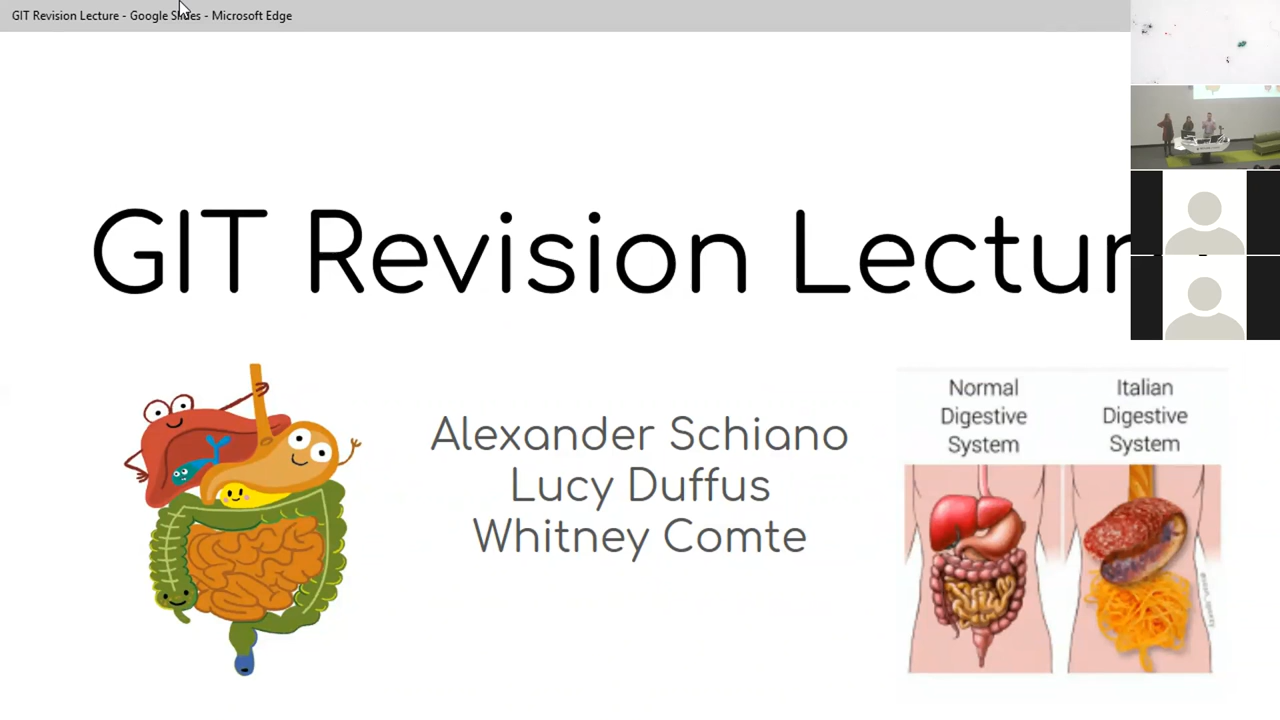 GIT Revision Lecture - Google Slides - Microsoft Edge
GIT Revision Lectur
Alexander Schiano
Lucy Duffus
Whitney Comte
Normal
Digestive
System
Italian
Digestive
System